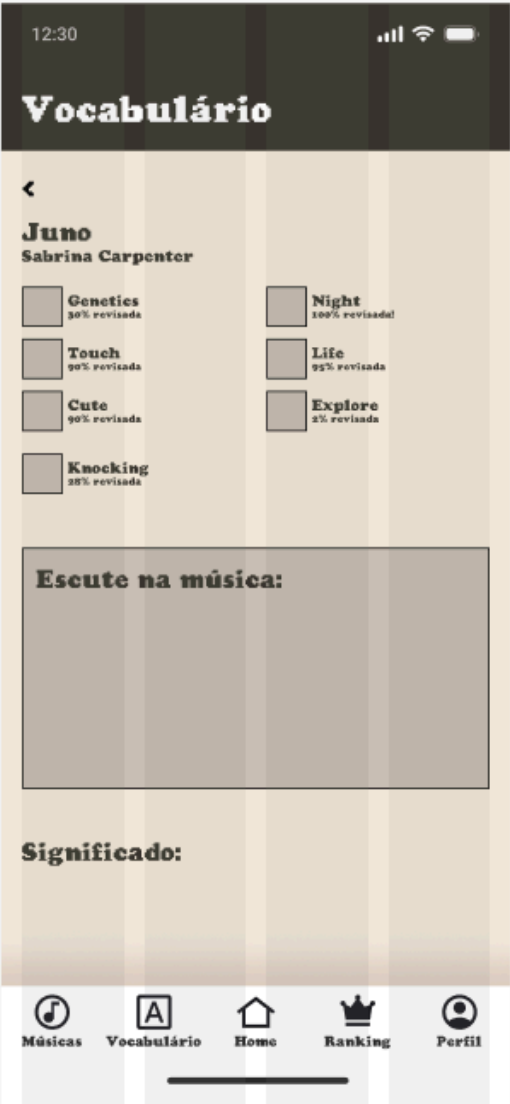 12:30
Vocabulário
Juno
Sabrina Carpenter
Genetics
30% revisada
Night
100% revisada!
Touch
90% revisada
Life
95% revisada
Cute
90% revisada
Explore
2% revisada
Knocking
28% revisada
Escute na música:
Significado:
A
Músicas
Vocabulário
Home
Ranking
Perfil